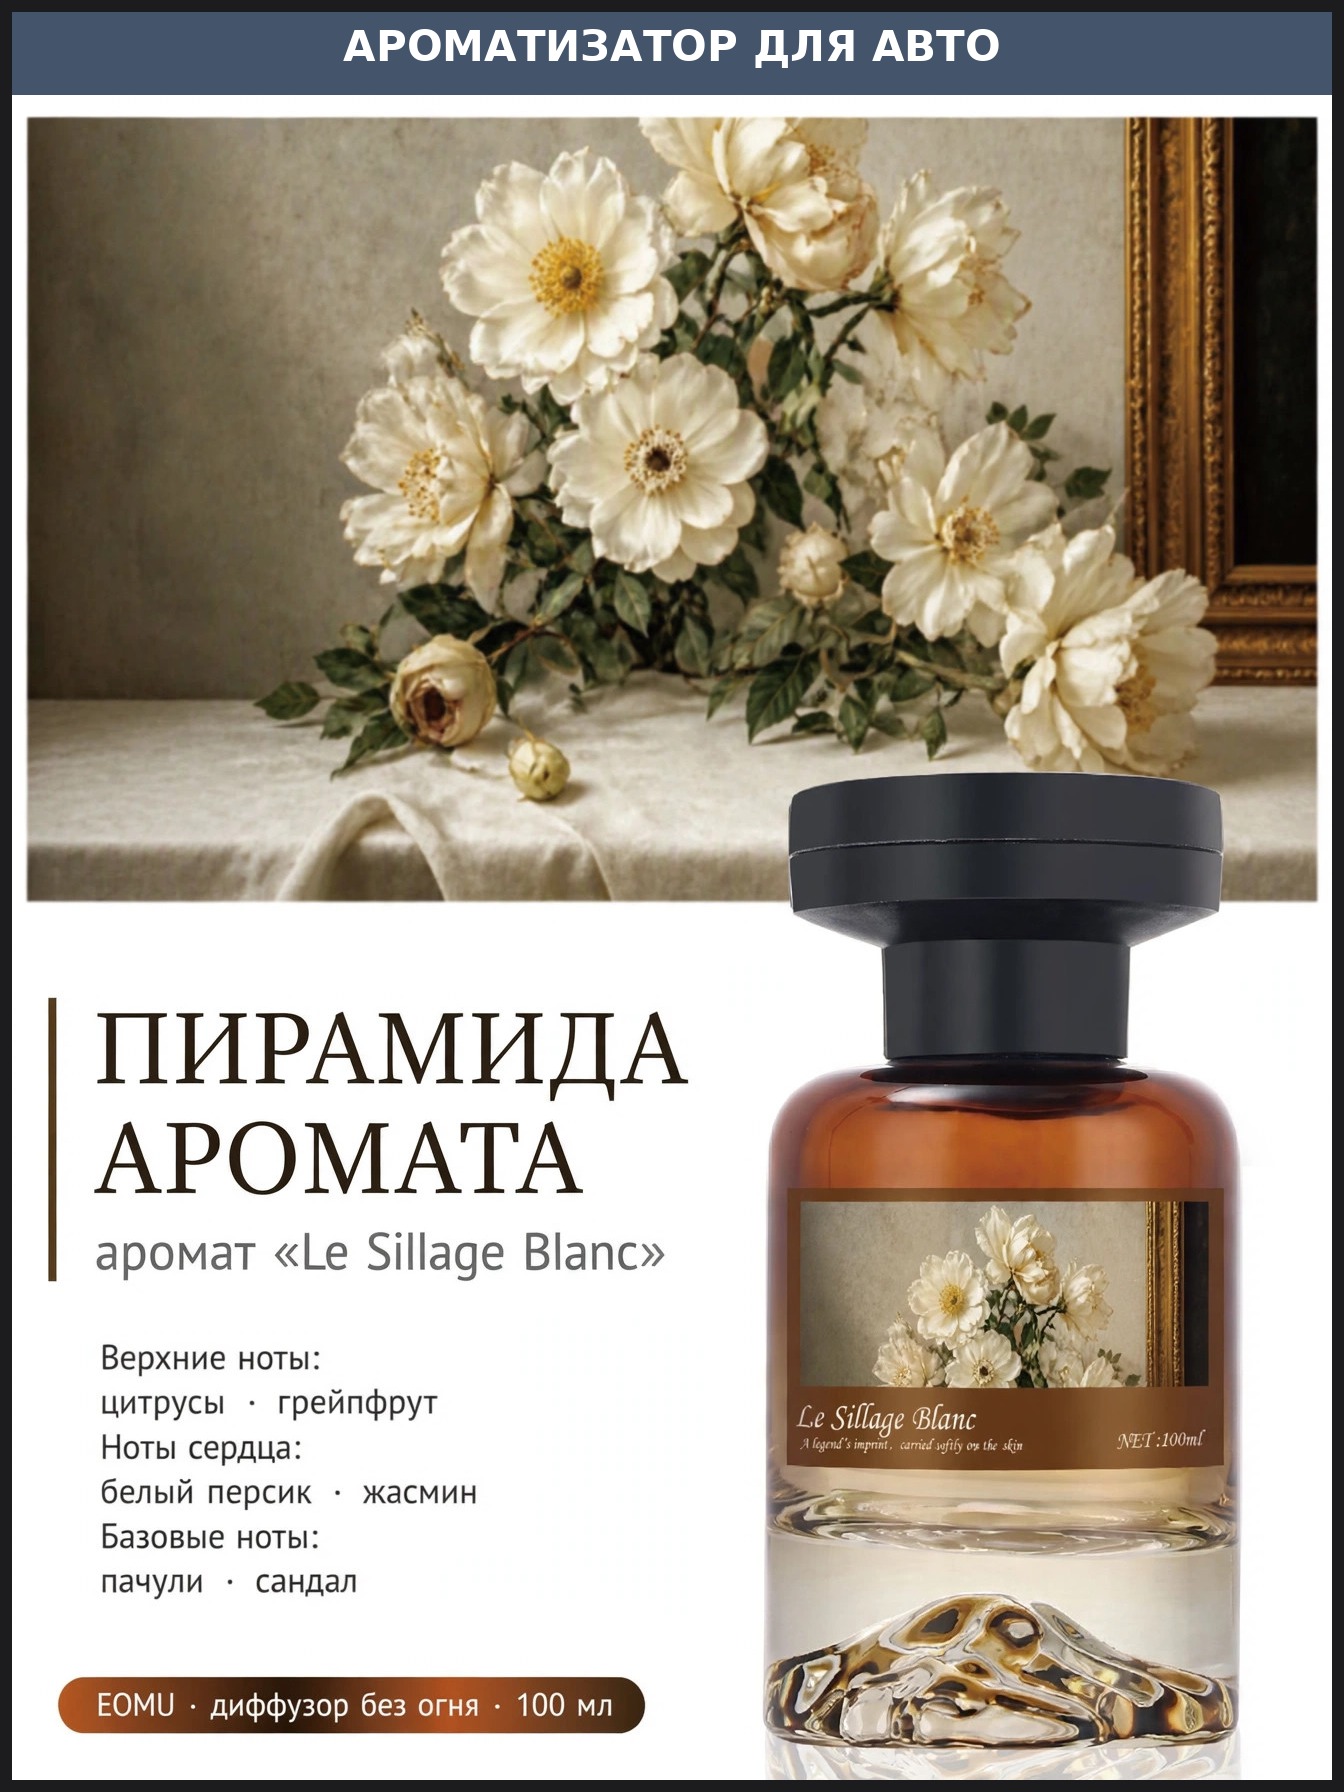 АРОМАТИЗАТОР ДЛЯ АВТО
ПИРАМИДА
АРОМАТА
аромат «Le Sillage Blanc»
Верхние ноты:
цитрусы · грейпфрут
Ноты сердца:
белый персик · жасмин
Базовые ноты:
пачули · сандал
EOMU · диффузор без огня · 100 мл
Le Sillage Blanc
A legend's imprint, carried softly on the skin
NET :100ml